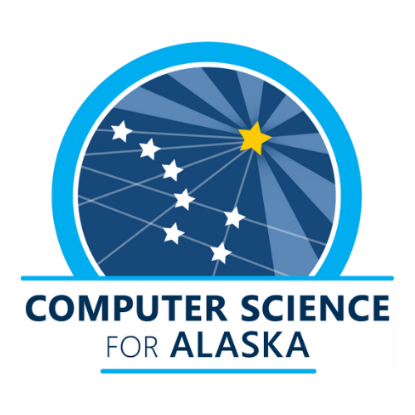 COMPUTER SCIENCE
FOR ALASKA